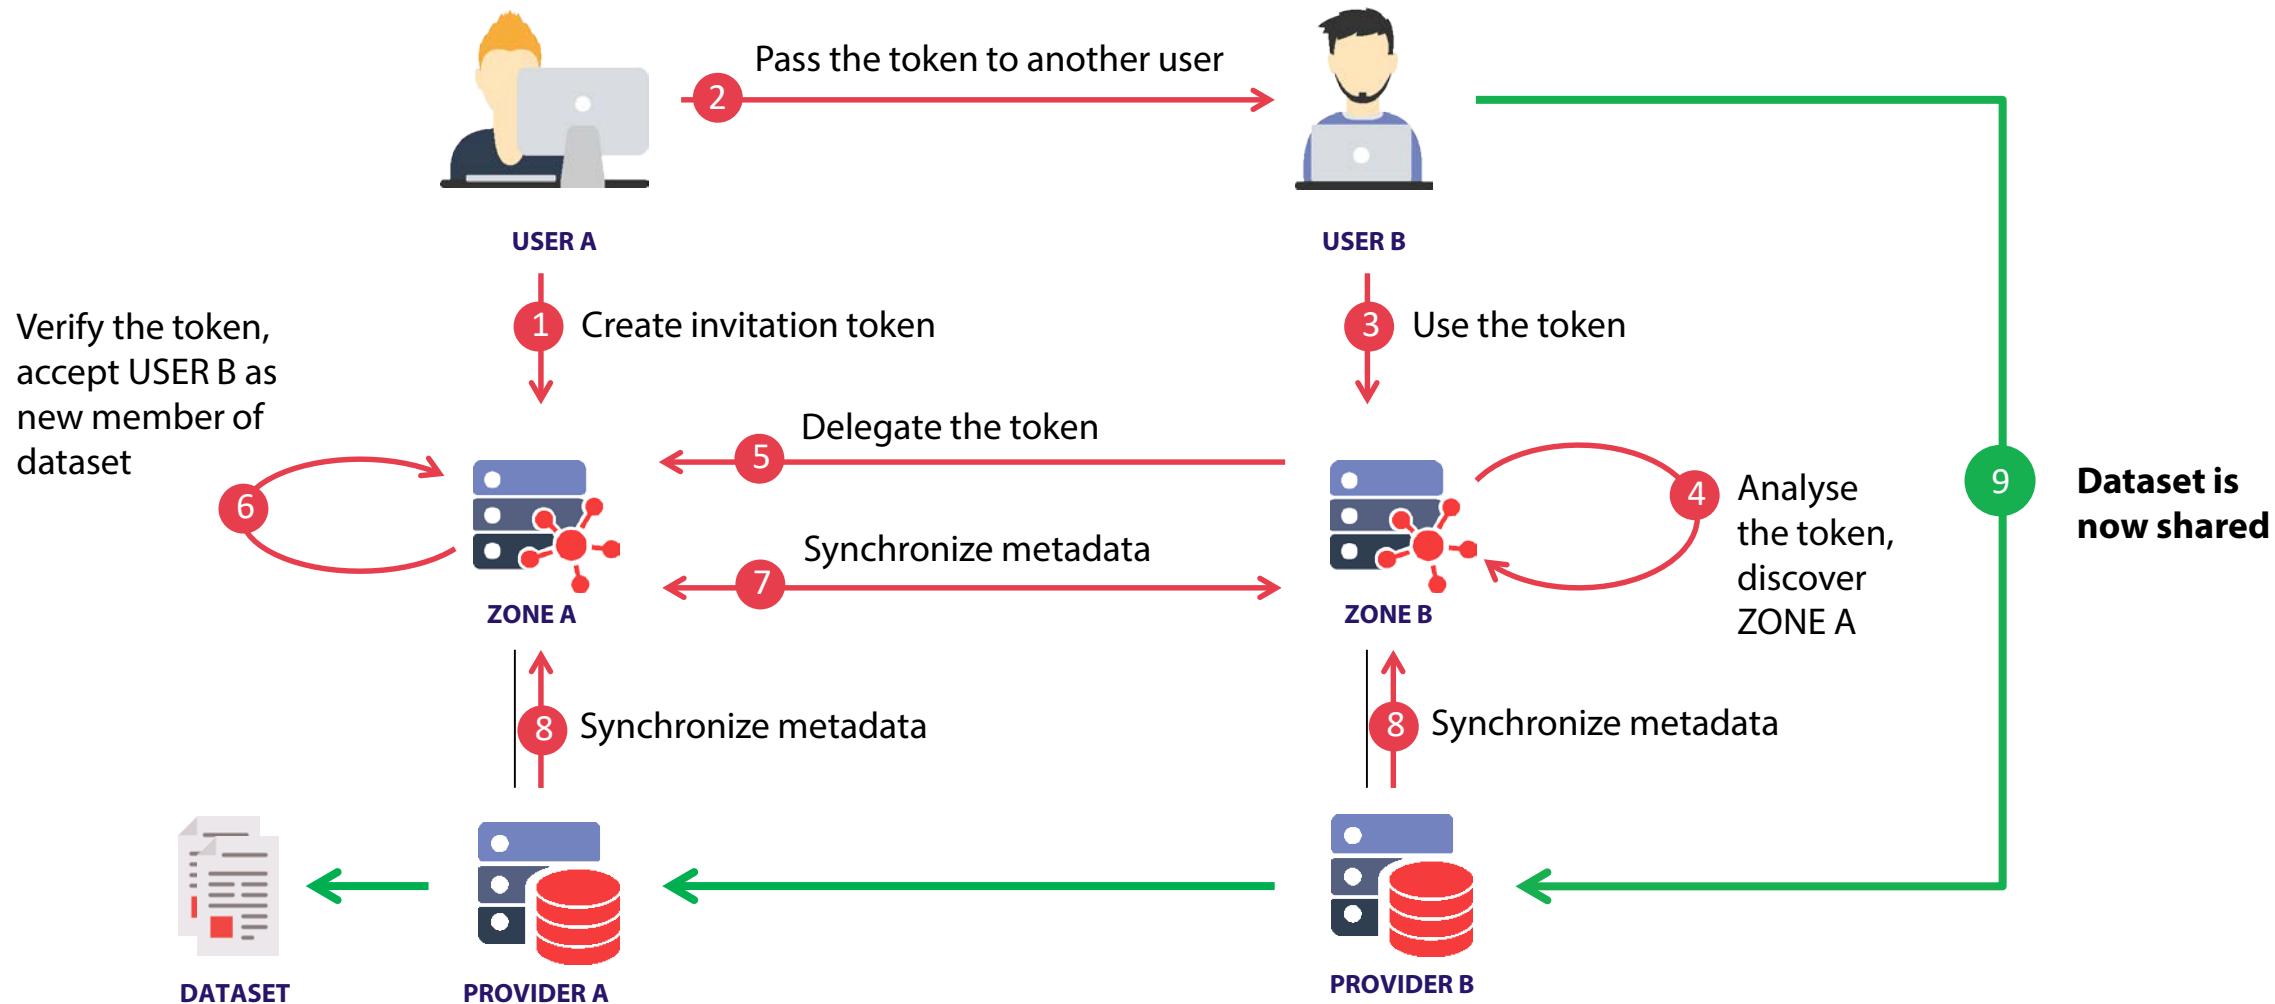 Pass the token to another user
2
USER A
USER B
1
Create invitation token
3
Use the token
Verify the token,
accept USER B as
new member of
dataset
6
Delegate the token
5
4
Analyse
the token,
discover
ZONE A
9
Dataset is
now shared
Synchronize metadata
7
ZONE A
ZONE B
8
Synchronize metadata
8
Synchronize metadata
DATASET
PROVIDER A
PROVIDER B